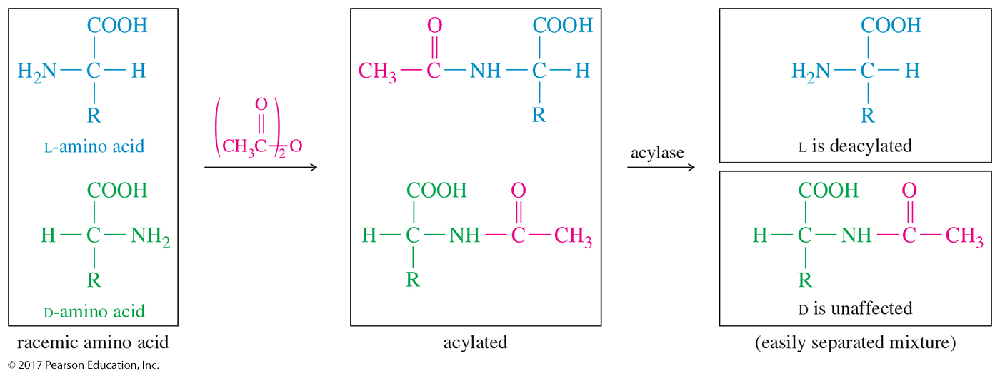 COOH
H₂N—C—H
R
L-amino acid
COOH
H—C—NH₂
R
D-amino acid
racemic amino acid
O
(CH₃C)₂O
O
COOH
CH₃—C—NH—C—H
R
COOH
O
H—C—NH—C—CH₃
R
acylated
acylase
COOH
H₂N—C—H
R
L is deacylated
COOH
O
H—C—NH—C—CH₃
R
D is unaffected
(easily separated mixture)
© 2017 Pearson Education, Inc.